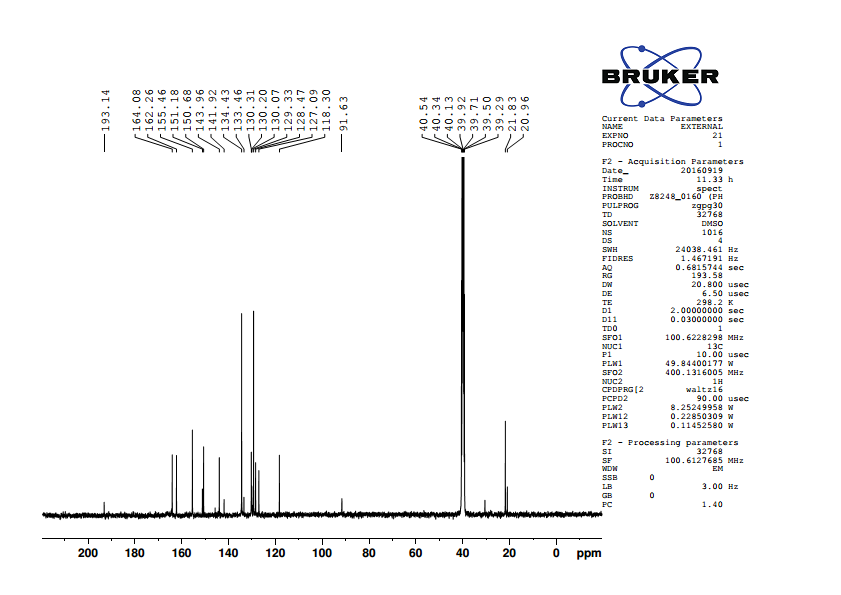 193.14
164.08
162.26
155.46
151.18
150.68
143.96
141.92
134.43
133.46
130.31
130.20
130.07
129.33
128.47
127.09
118.30
91.63
40.54
40.34
40.13
39.92
39.71
39.50
39.29
21.83
20.96
BRUKER
Current Data Parameters
NAME EXTERNAL
EXPNO 21
PROCNO 1
F2 - Acquisition Parameters
Date_ 20160919
Time 11.33 h
INSTRUM spect
PROBHD Z8248_0160 (PH
PULPROG zgpg30
TD 32768
SOLVENT DMSO
NS 1016
DS 4
SWH 24038.461 Hz
FIDRES 1.467191 Hz
AQ 0.6815744 sec
RG 193.58
DW 20.800 usec
DE 6.50 usec
TE 298.2 K
D1 2.00000000 sec
D11 0.03000000 sec
TD0 1
SFO1 100.6228298 MHz
NUC1 13C
P1 10.00 usec
PLW1 49.84400177 W
SFO2 400.1316005 MHz
NUC2 1H
CPDPRG[2 waltz16
PCPD2 90.00 usec
PLW2 8.25249958 W
PLW12 0.22850309 W
PLW13 0.11452580 W
F2 - Processing parameters
SI 32768
SF 100.6127685 MHz
WDW EM
SSB 0
LB 3.00 Hz
GB 0
PC 1.40
200 180 160 140 120 100 80 60 40 20 0 ppm